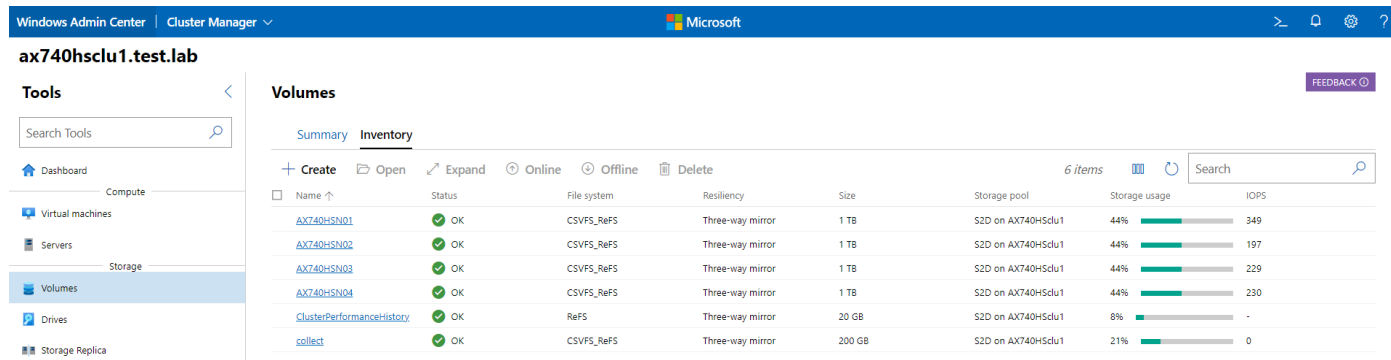 Windows Admin Center | Cluster Manager Microsoft ?
ax740hsclu1.test.lab
Tools
Search Tools
Dashboard
Compute
Virtual machines
Servers
Storage
Volumes
Drives
Storage Replica
FEEDBACK
Volumes
Summary Inventory
Create Open Expand Online Offline Delete 6 items Search
Name Status File system Resiliency Size Storage pool Storage usage IOPS
AX740HSN01 OK CSVFS_ReFS Three-way mirror 1 TB S2D on AX740HSclu1 44% 349
AX740HSN02 OK CSVFS_ReFS Three-way mirror 1 TB S2D on AX740HSclu1 44% 197
AX740HSN03 OK CSVFS_ReFS Three-way mirror 1 TB S2D on AX740HSclu1 44% 229
AX740HSN04 OK CSVFS_ReFS Three-way mirror 1 TB S2D on AX740HSclu1 44% 230
ClusterPerformanceHistory OK ReFS Three-way mirror 20 GB S2D on AX740HSclu1 8% -
collect OK CSVFS_ReFS Three-way mirror 200 GB S2D on AX740HSclu1 21% 0